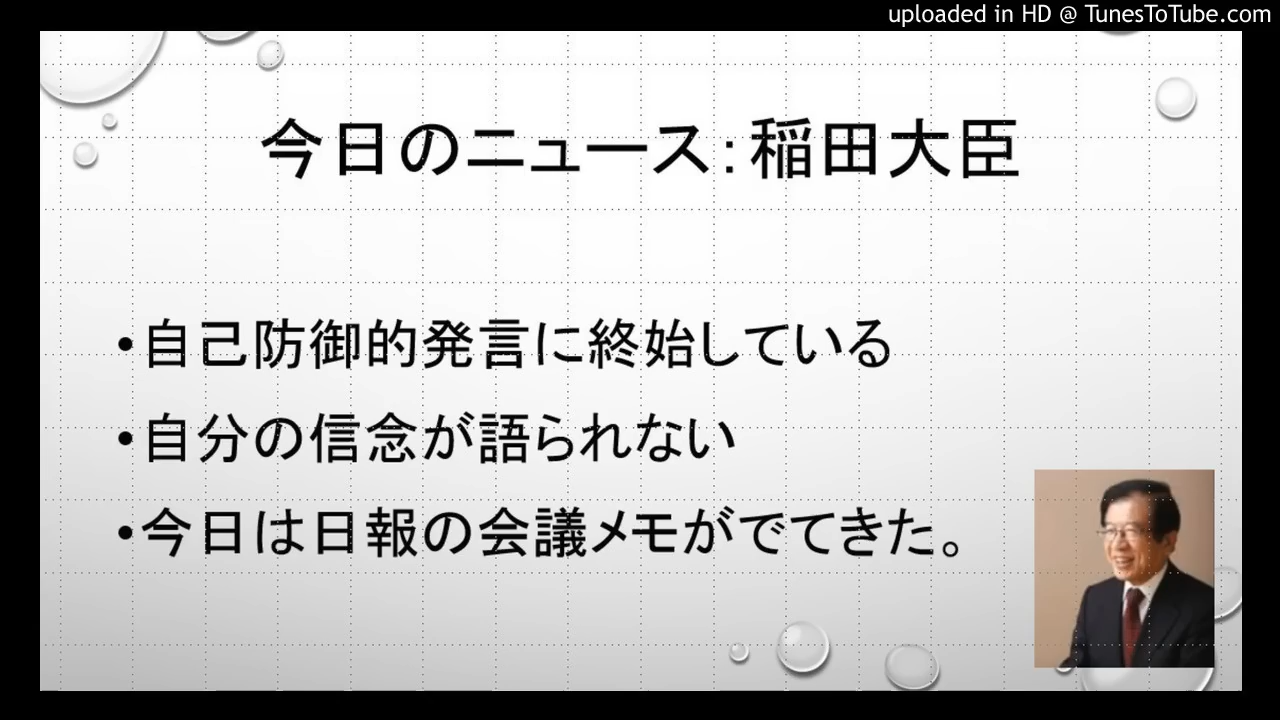 uploaded in HD @ TunesToTube.com
今日のニュース:稲田大臣
•自己防御的発言に終始している
•自分の信念が語られない
•今日は日報の会議メモがでてきた。